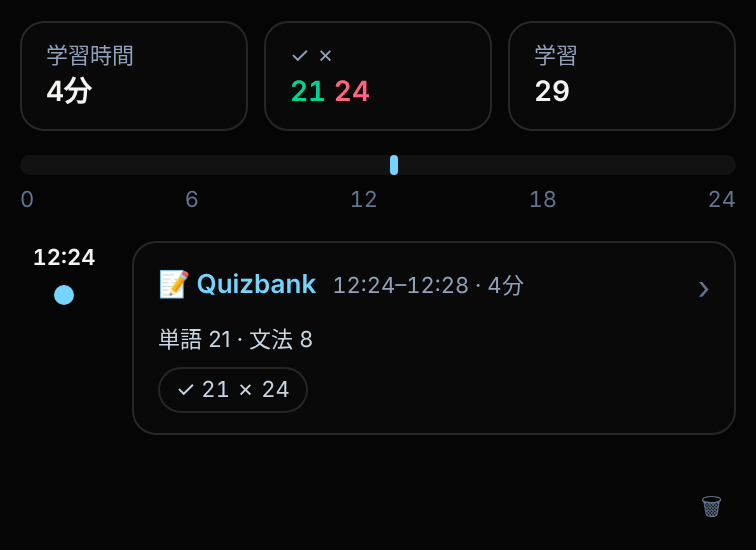 学習時間
4分
✓ ×
21 24
学習
29
0 6 12 18 24
12:24
📝 Quizbank 12:24–12:28 · 4分 ›
単語 21 · 文法 8
✓ 21 × 24